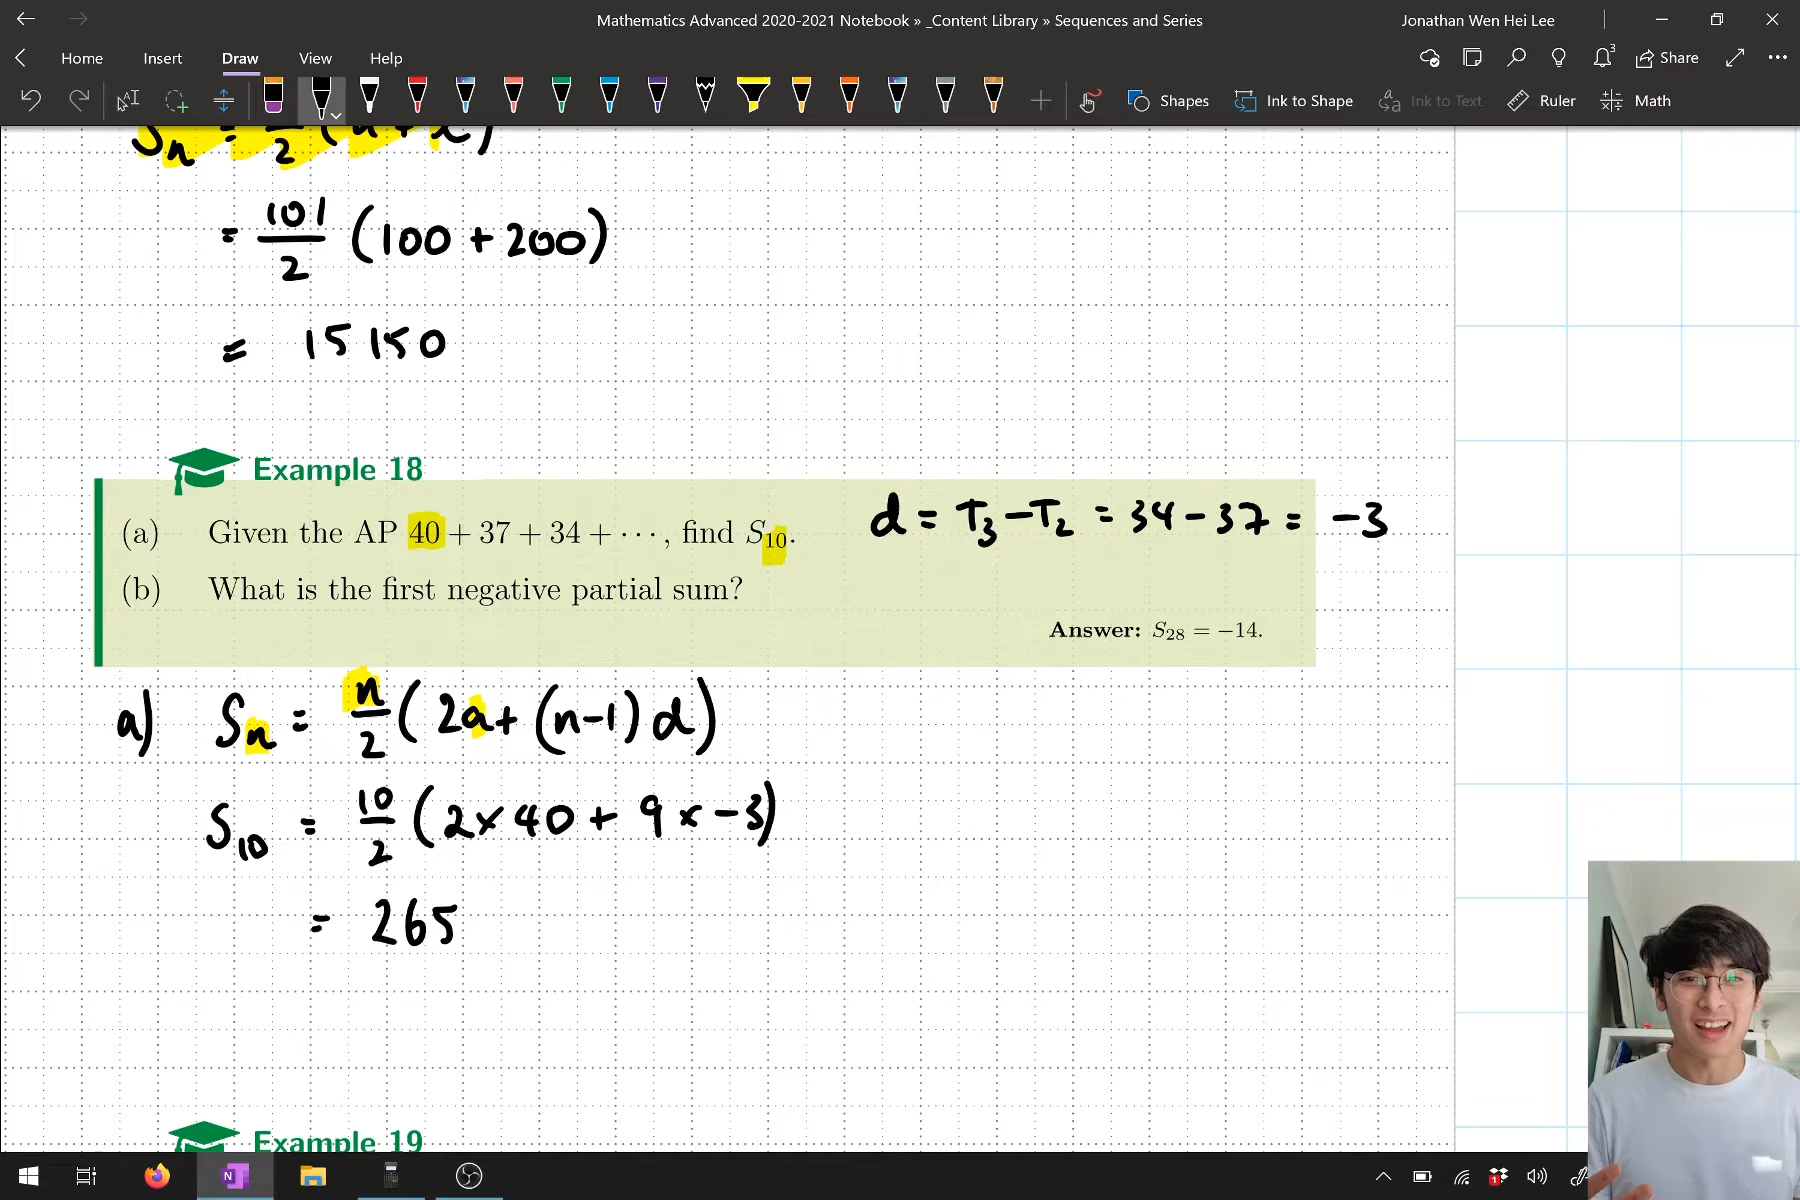 Mathematics Advanced 2020-2021 Notebook » _Content Library » Sequences and Series
Jonathan Wen Hei Lee
Home Insert Draw View Help
3
Share
Shapes
Ink to Shape
Ink to Text
Ruler
Math
= 101/2 (100 + 200)
= 15150
Example 18
(a) Given the AP 40 + 37 + 34 + ···, find S₁₀.
d = T₃ - T₂ = 34 - 37 = -3
(b) What is the first negative partial sum?
Answer: S₂₈ = −14.
a) Sₙ = n/2 (2a + (n-1)d)
S₁₀ = 10/2 (2 × 40 + 9 × -3)
= 265
Example 19
N
1